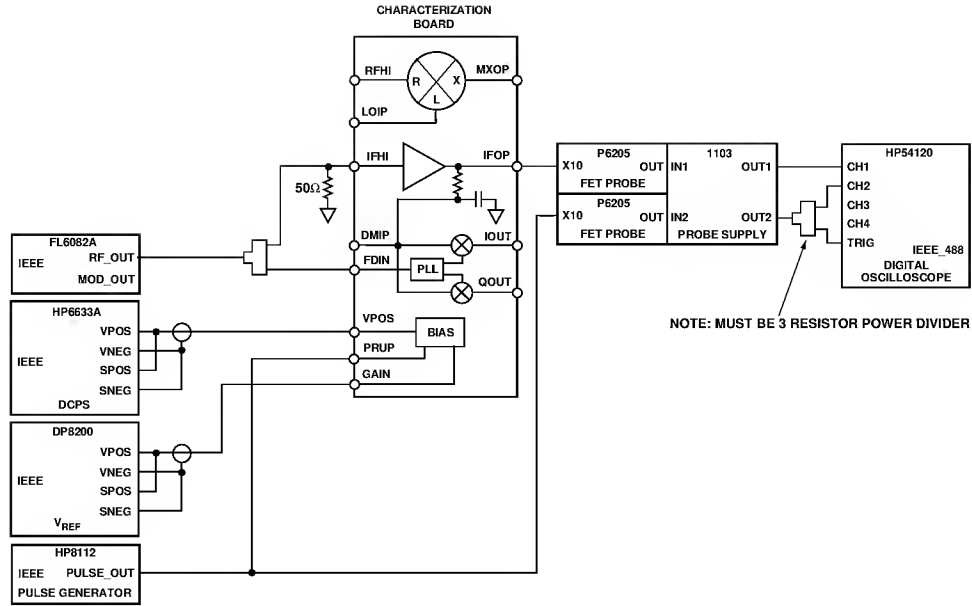 CHARACTERIZATION
BOARD
RFHI
R
X
MXOP
L
LOIP
IFHI
IFOP
50Ω
DMIP
IOUT
FDIN
PLL
QOUT
VPOS
BIAS
PRUP
GAIN
P6205
X10
OUT
FET PROBE
P6205
X10
OUT
FET PROBE
1103
IN1
OUT1
IN2
OUT2
PROBE SUPPLY
HP54120
CH1
CH2
CH3
CH4
TRIG
IEEE_488
DIGITAL
OSCILLOSCOPE
NOTE: MUST BE 3 RESISTOR POWER DIVIDER
FL6082A
IEEE
RF_OUT
MOD_OUT
HP6633A
VPOS
VNEG
IEEE
SPOS
SNEG
DCPS
DP8200
VPOS
VNEG
IEEE
SPOS
SNEG
VREF
HP8112
IEEE
PULSE_OUT
PULSE GENERATOR